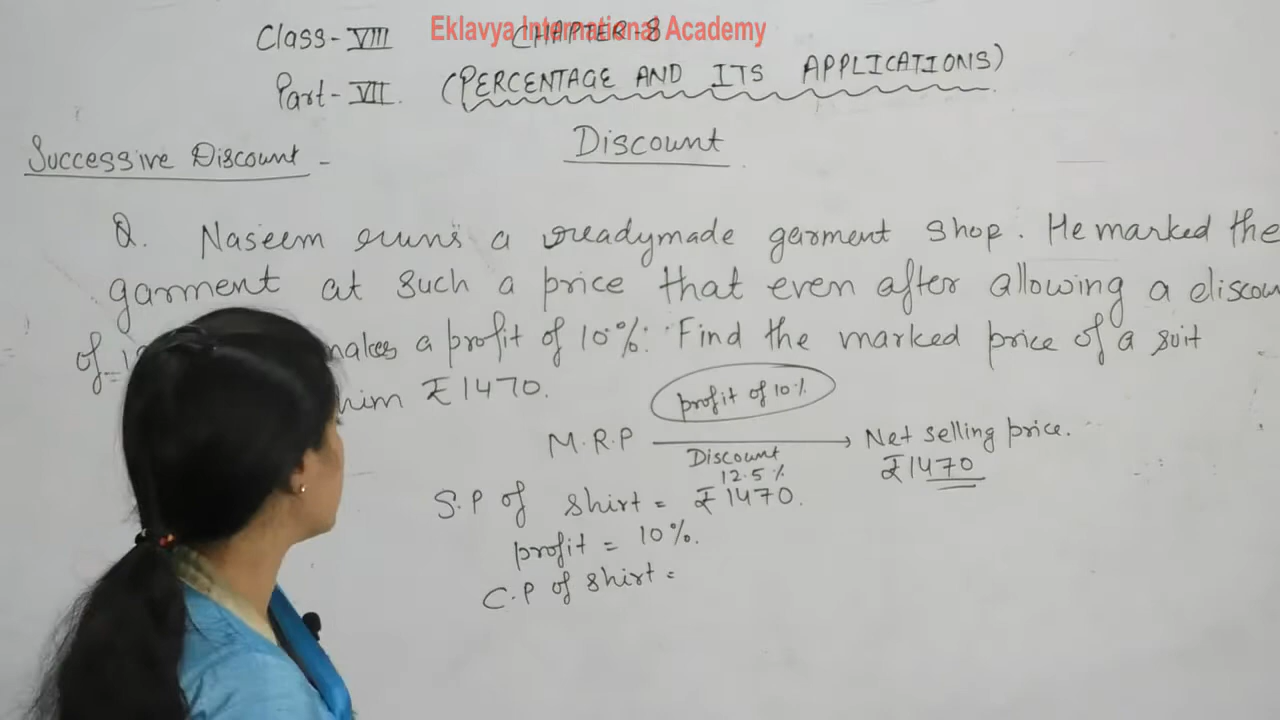 Eklavya International Academy
Class-VIII CHAPTER-8
Part-VII. (PERCENTAGE AND ITS APPLICATIONS)
Discount
Successive Discount -
Q. Naseem runs a readymade garment shop. He marked the
garment at such a price that even after allowing a discou
of makes a profit of 10%. Find the marked price of a suit
him ₹1470.
profit of 10%
M.R.P Net selling price.
Discount
12.5% ₹1470
S.P of shirt = ₹1470.
profit = 10%.
C.P of shirt =